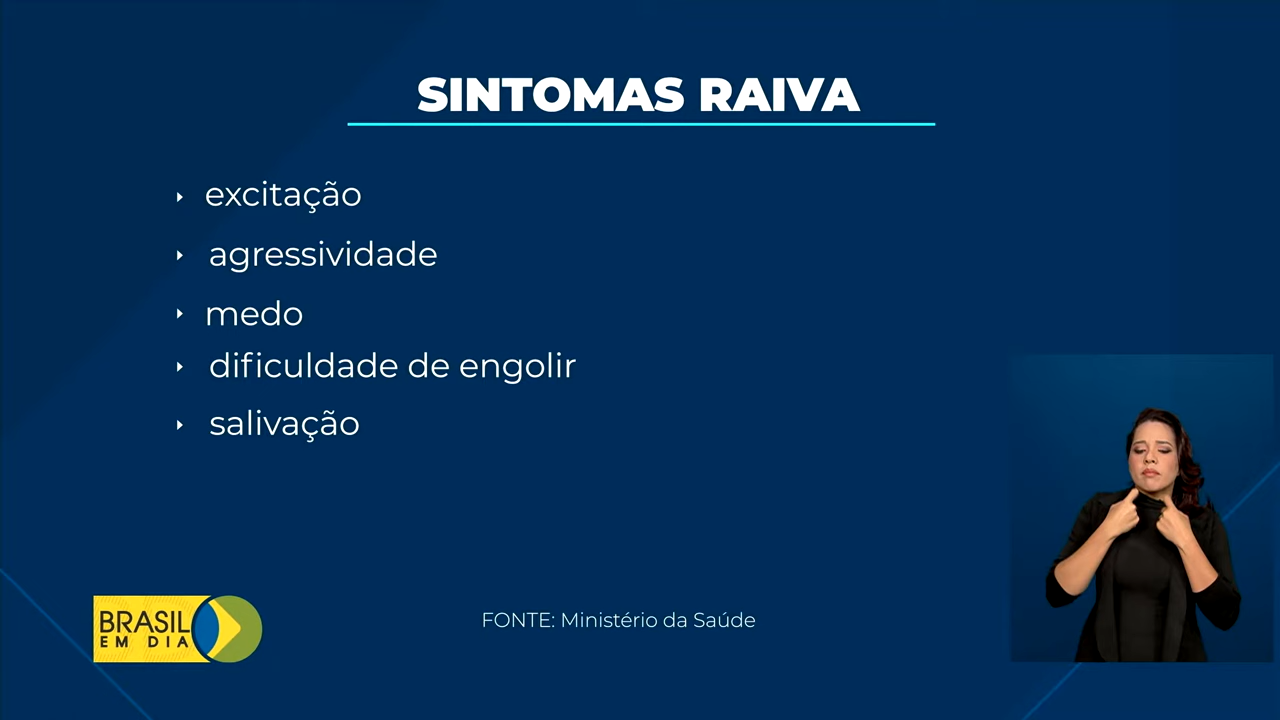 SINTOMAS RAIVA
excitação
agressividade
medo
dificuldade de engolir
salivação
BRASIL
EM DIA
FONTE: Ministério da Saúde